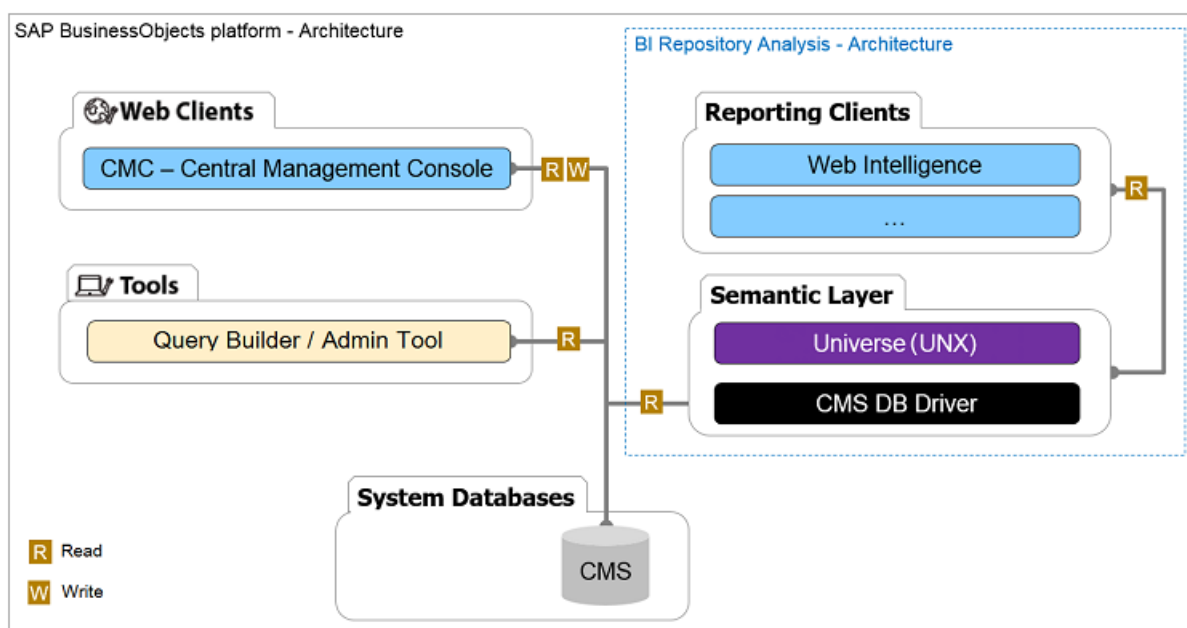 SAP BusinessObjects platform - Architecture
BI Repository Analysis - Architecture
Web Clients
CMC – Central Management Console
R W
Reporting Clients
Web Intelligence
...
R
Tools
Query Builder / Admin Tool
R
Semantic Layer
Universe (UNX)
CMS DB Driver
R
System Databases
CMS
R Read
W Write